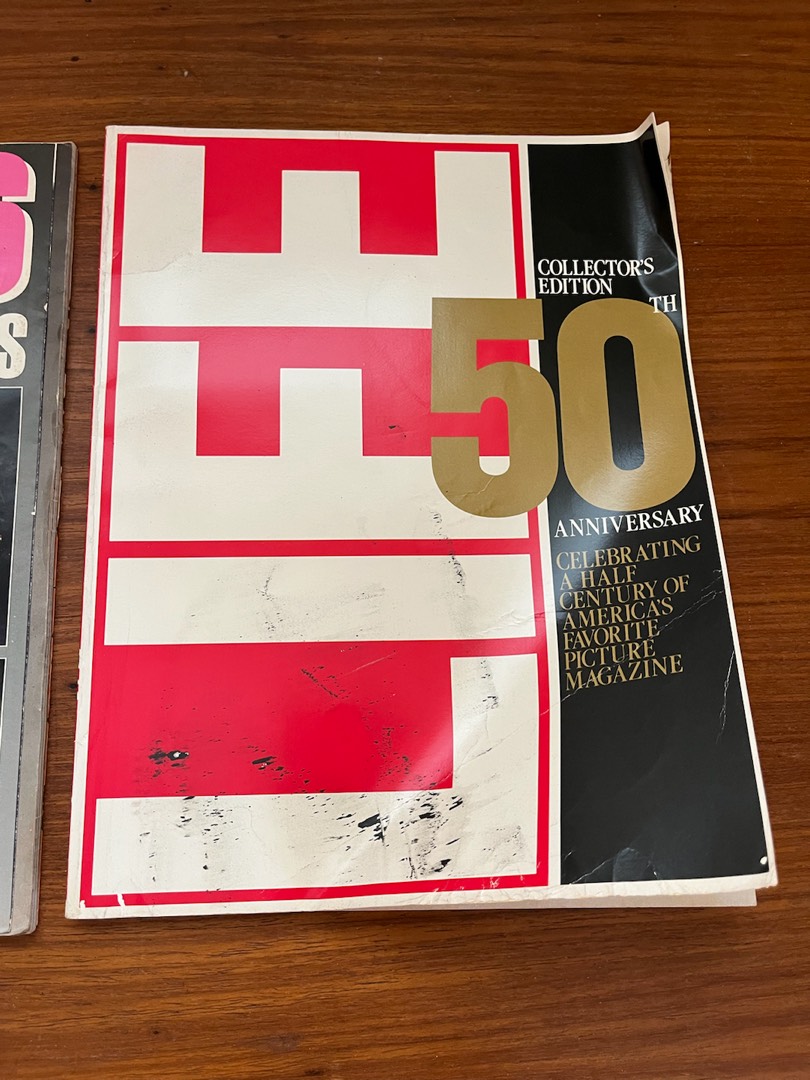 S
S
LIFE
COLLECTOR'S
EDITION
50TH
ANNIVERSARY
CELEBRATING
A HALF
CENTURY OF
AMERICA'S
FAVORITE
PICTURE
MAGAZINE